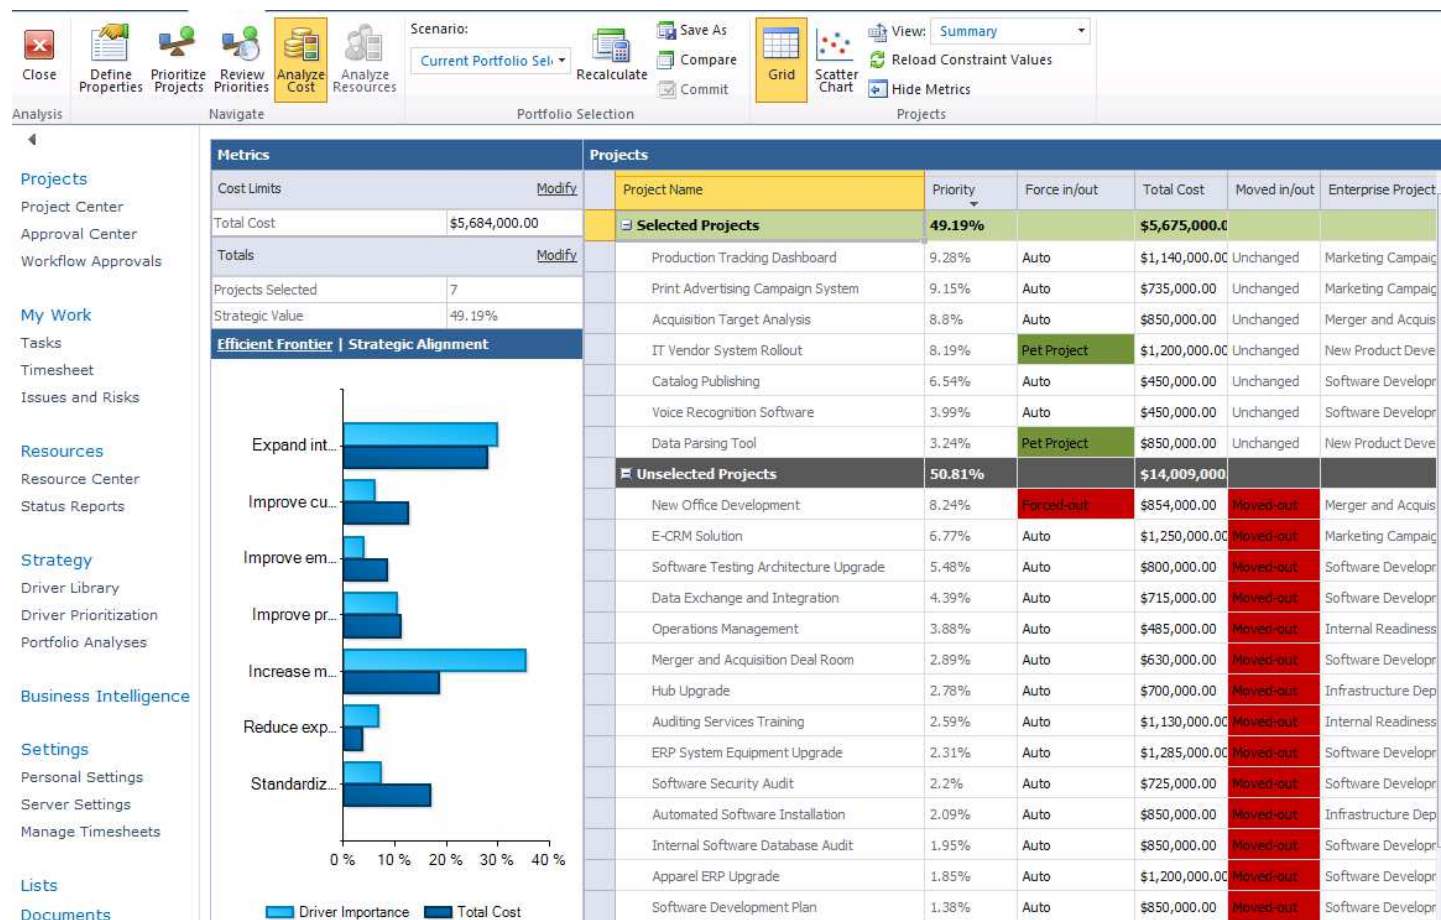 Close
Define Properties
Prioritize Projects
Review Priorities
Analyze Cost
Analyze Resources
Scenario:
Current Portfolio Sel
Recalculate
Save As
Compare
Commit
Grid
Scatter Chart
View: Summary
Reload Constraint Values
Hide Metrics
Analysis
Navigate
Portfolio Selection
Projects
Projects
Project Center
Approval Center
Workflow Approvals
My Work
Tasks
Timesheet
Issues and Risks
Resources
Resource Center
Status Reports
Strategy
Driver Library
Driver Prioritization
Portfolio Analyses
Business Intelligence
Settings
Personal Settings
Server Settings
Manage Timesheets
Lists
Documents
Metrics
Cost Limits Modify
Total Cost $5,684,000.00
Totals Modify
Projects Selected 7
Strategic Value 49.19%
Efficient Frontier | Strategic Alignment
Expand int...
Improve cu...
Improve em...
Improve pr...
Increase m...
Reduce exp...
Standardiz...
0 % 10 % 20 % 30 % 40 %
Driver Importance Total Cost
Projects
Project Name Priority Force in/out Total Cost Moved in/out Enterprise Project
Selected Projects 49.19% $5,675,000.0
Production Tracking Dashboard 9.28% Auto $1,140,000.00 Unchanged Marketing Campaig
Print Advertising Campaign System 9.15% Auto $735,000.00 Unchanged Marketing Campaig
Acquisition Target Analysis 8.8% Auto $850,000.00 Unchanged Merger and Acquis
IT Vendor System Rollout 8.19% Pet Project $1,200,000.00 Unchanged New Product Deve
Catalog Publishing 6.54% Auto $450,000.00 Unchanged Software Developr
Voice Recognition Software 3.99% Auto $450,000.00 Unchanged Software Developr
Data Parsing Tool 3.24% Pet Project $850,000.00 Unchanged New Product Deve
Unselected Projects 50.81% $14,009,000
New Office Development 8.24% Forced-out $854,000.00 Moved-out Merger and Acquis
E-CRM Solution 6.77% Auto $1,250,000.00 Moved-out Marketing Campaig
Software Testing Architecture Upgrade 5.48% Auto $800,000.00 Moved-out Software Developr
Data Exchange and Integration 4.39% Auto $715,000.00 Moved-out Software Developr
Operations Management 3.88% Auto $485,000.00 Moved-out Internal Readiness
Merger and Acquisition Deal Room 2.89% Auto $630,000.00 Moved-out Software Developr
Hub Upgrade 2.78% Auto $700,000.00 Moved-out Infrastructure Dep
Auditing Services Training 2.59% Auto $1,130,000.00 Moved-out Internal Readiness
ERP System Equipment Upgrade 2.31% Auto $1,285,000.00 Moved-out Software Developr
Software Security Audit 2.2% Auto $725,000.00 Moved-out Software Developr
Automated Software Installation 2.09% Auto $850,000.00 Moved-out Infrastructure Dep
Internal Software Database Audit 1.95% Auto $850,000.00 Moved-out Software Developr
Apparel ERP Upgrade 1.85% Auto $1,200,000.00 Moved-out Software Developr
Software Development Plan 1.38% Auto $850,000.00 Moved-out Software Developr